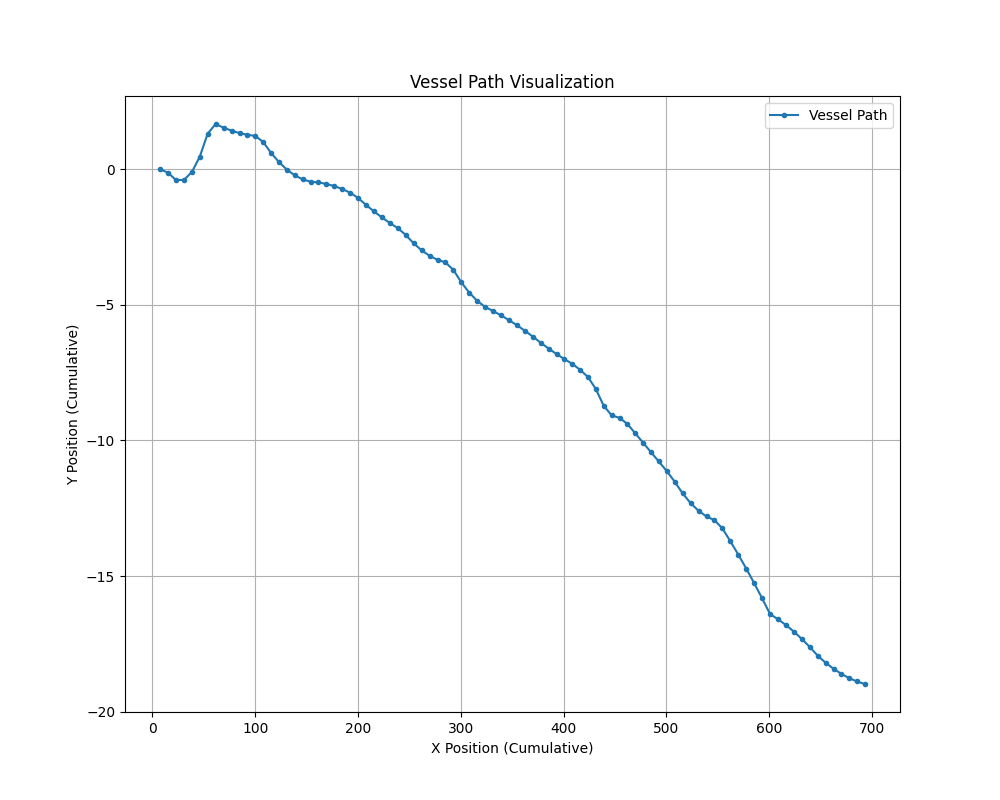 Vessel Path Visualization
Vessel Path
Y Position (Cumulative)
0
−5
−10
−15
−20
0 100 200 300 400 500 600 700
X Position (Cumulative)